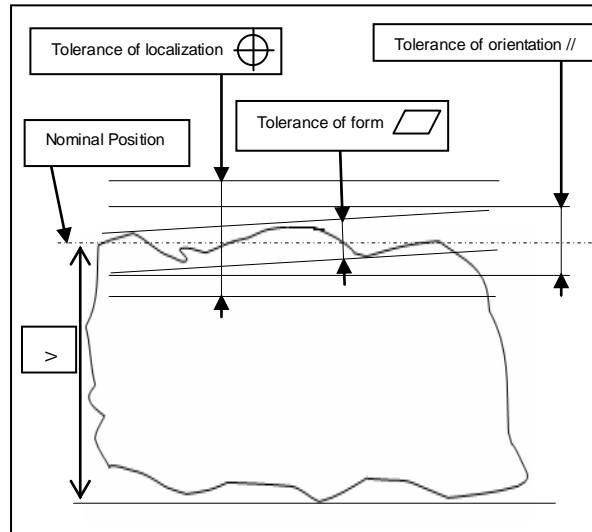 Tolerance of localization
Tolerance of orientation //
Tolerance of form
Nominal Position
V